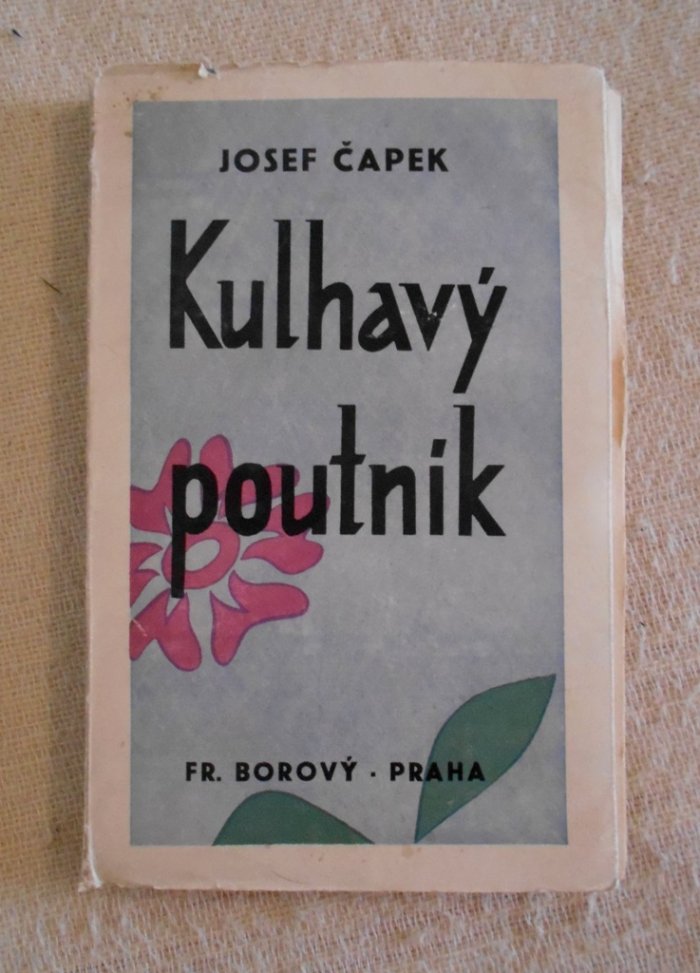 JOSEF ČAPEK
Kulhavý
poutník
FR. BOROVÝ · PRAHA